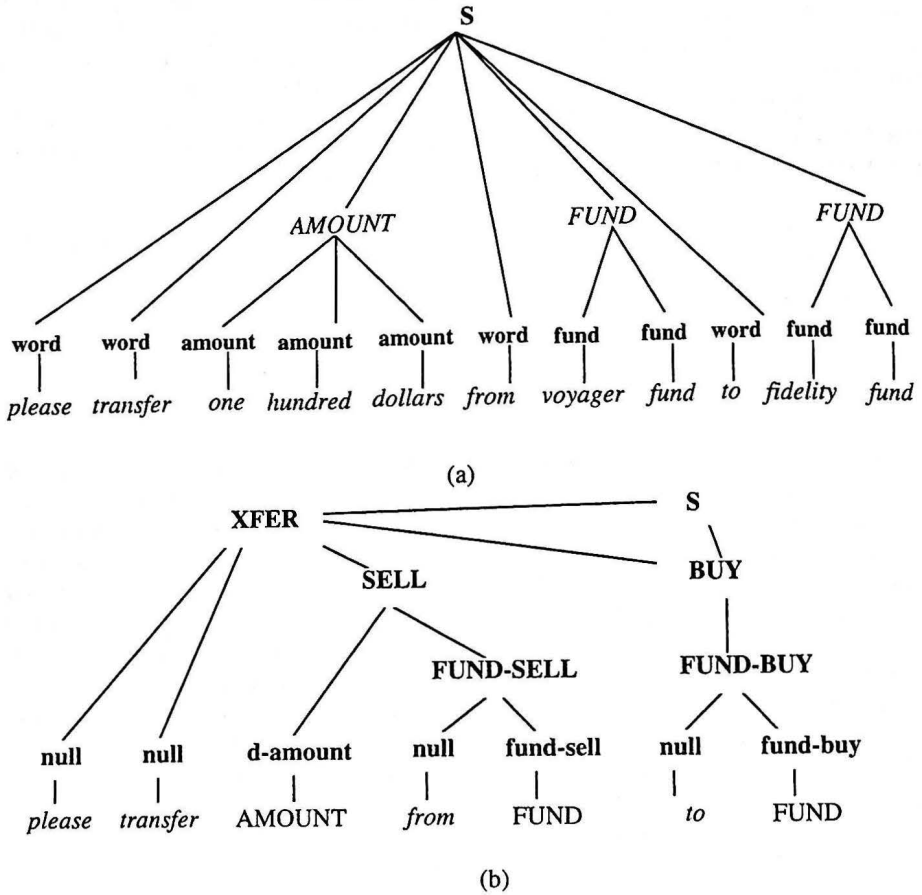 S
AMOUNT FUND FUND
word word amount amount amount word fund fund word fund fund
please transfer one hundred dollars from voyager fund to fidelity fund
(a)
XFER S
SELL BUY
FUND-SELL FUND-BUY
null null d-amount null fund-sell null fund-buy
please transfer AMOUNT from FUND to FUND
(b)